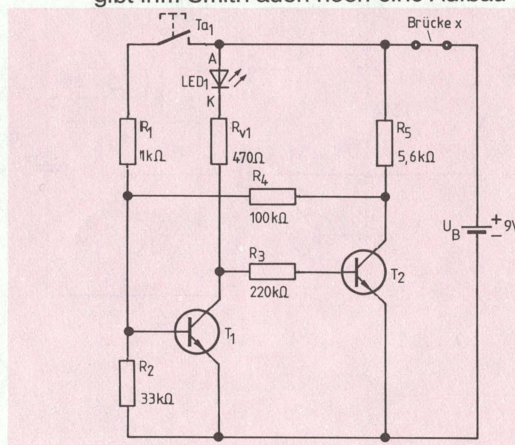 gibt ihm Smith auch noch eine Aufbau
Ta1
Brücke x
A
LED1
K
R1
1kΩ
Rv1
470Ω
R5
5,6kΩ
R4
100kΩ
UB
+
−
9V
R3
220kΩ
T2
T1
R2
33kΩ